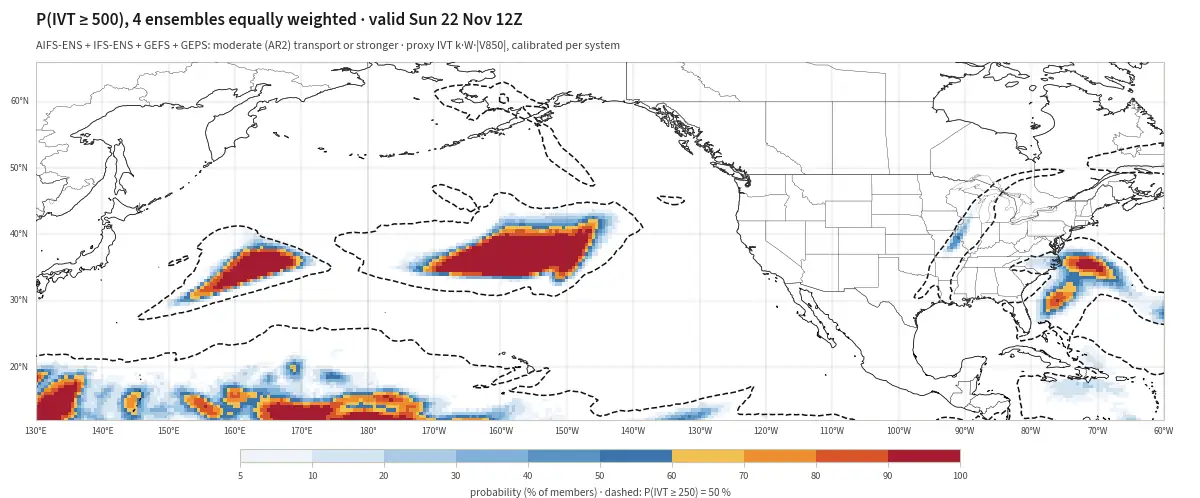 P(IVT ≥ 500), 4 ensembles equally weighted · valid Sun 22 Nov 12Z
AIFS-ENS + IFS-ENS + GEFS + GEPS: moderate (AR2) transport or stronger · proxy IVT k·W·|V850|, calibrated per system
60°N
50°N
40°N
30°N
20°N
130°E 140°E 150°E 160°E 170°E 180° 170°W 160°W 150°W 140°W 130°W 120°W 110°W 100°W 90°W 80°W 70°W 60°W
5 10 20 30 40 50 60 70 80 90 100
probability (% of members) · dashed: P(IVT ≥ 250) = 50 %